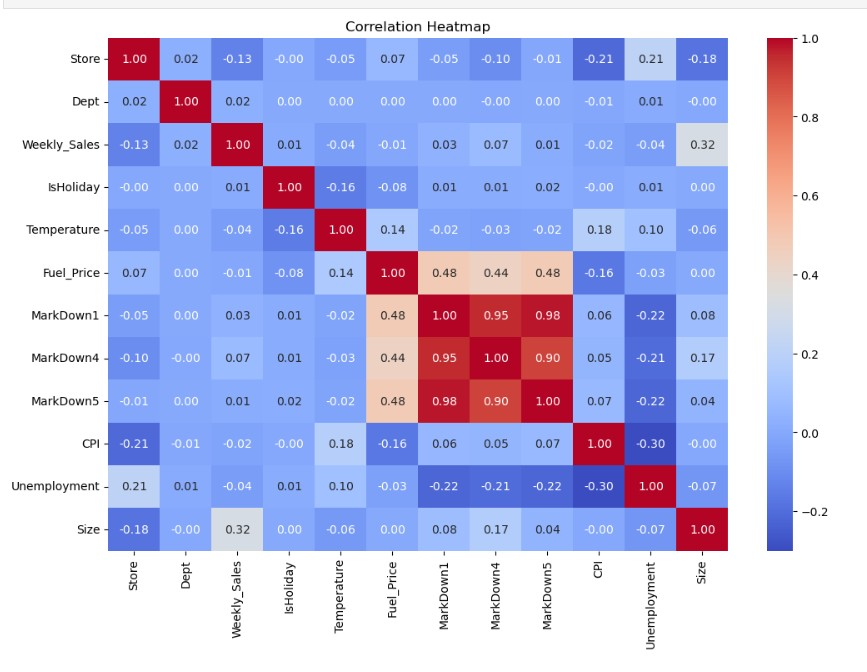 Correlation Heatmap
Store 1.00 0.02 -0.13 -0.00 -0.05 0.07 -0.05 -0.10 -0.01 -0.21 0.21 -0.18
Dept 0.02 1.00 0.02 0.00 0.00 0.00 0.00 -0.00 0.00 -0.01 0.01 -0.00
Weekly_Sales -0.13 0.02 1.00 0.01 -0.04 -0.01 0.03 0.07 0.01 -0.02 -0.04 0.32
IsHoliday -0.00 0.00 0.01 1.00 -0.16 -0.08 0.01 0.01 0.02 -0.00 0.01 0.00
Temperature -0.05 0.00 -0.04 -0.16 1.00 0.14 -0.02 -0.03 -0.02 0.18 0.10 -0.06
Fuel_Price 0.07 0.00 -0.01 -0.08 0.14 1.00 0.48 0.44 0.48 -0.16 -0.03 0.00
MarkDown1 -0.05 0.00 0.03 0.01 -0.02 0.48 1.00 0.95 0.98 0.06 -0.22 0.08
MarkDown4 -0.10 -0.00 0.07 0.01 -0.03 0.44 0.95 1.00 0.90 0.05 -0.21 0.17
MarkDown5 -0.01 0.00 0.01 0.02 -0.02 0.48 0.98 0.90 1.00 0.07 -0.22 0.04
CPI -0.21 -0.01 -0.02 -0.00 0.18 -0.16 0.06 0.05 0.07 1.00 -0.30 -0.00
Unemployment 0.21 0.01 -0.04 0.01 0.10 -0.03 -0.22 -0.21 -0.22 -0.30 1.00 -0.07
Size -0.18 -0.00 0.32 0.00 -0.06 0.00 0.08 0.17 0.04 -0.00 -0.07 1.00
Store Dept Weekly_Sales IsHoliday Temperature Fuel_Price MarkDown1 MarkDown4 MarkDown5 CPI Unemployment Size
1.0
0.8
0.6
0.4
0.2
0.0
−0.2